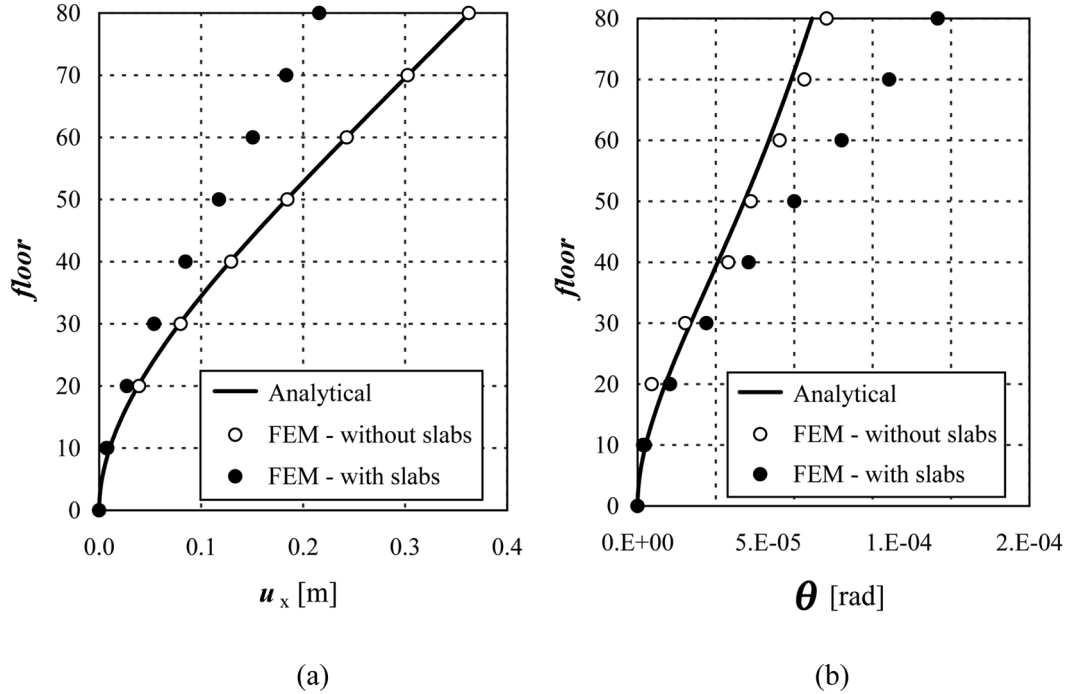 80
70
60
50
40
30
20
10
0
floor
Analytical
FEM - without slabs
FEM - with slabs
0.0 0.1 0.2 0.3 0.4
u x [m]
(a)
80
70
60
50
40
30
20
10
0
floor
Analytical
FEM - without slabs
FEM - with slabs
0.E+00 5.E-05 1.E-04 2.E-04
θ [rad]
(b)